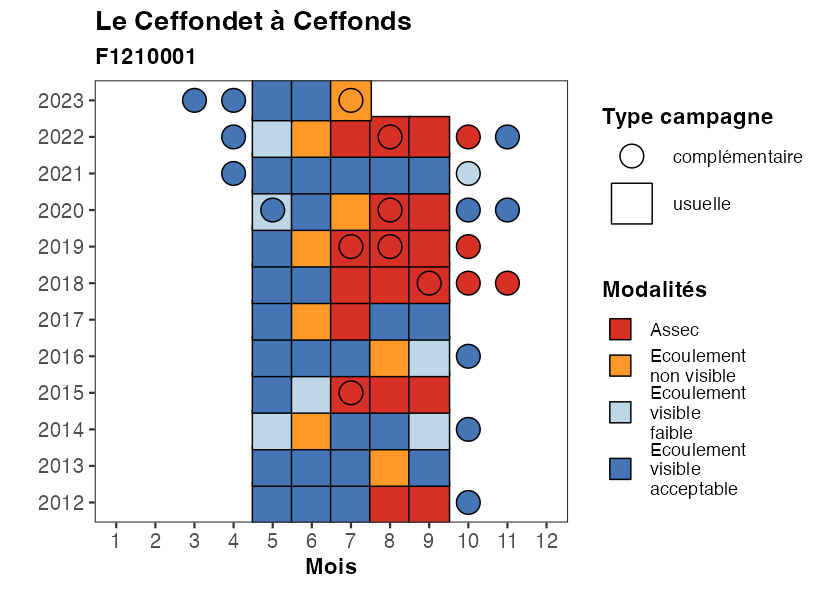 Le Ceffondet à Ceffonds
F1210001
2023
2022
2021
2020
2019
2018
2017
2016
2015
2014
2013
2012
1 2 3 4 5 6 7 8 9 10 11 12
Mois
Type campagne
complémentaire
usuelle
Modalités
Assec
Ecoulement
non visible
Ecoulement
visible
faible
Ecoulement
visible
acceptable